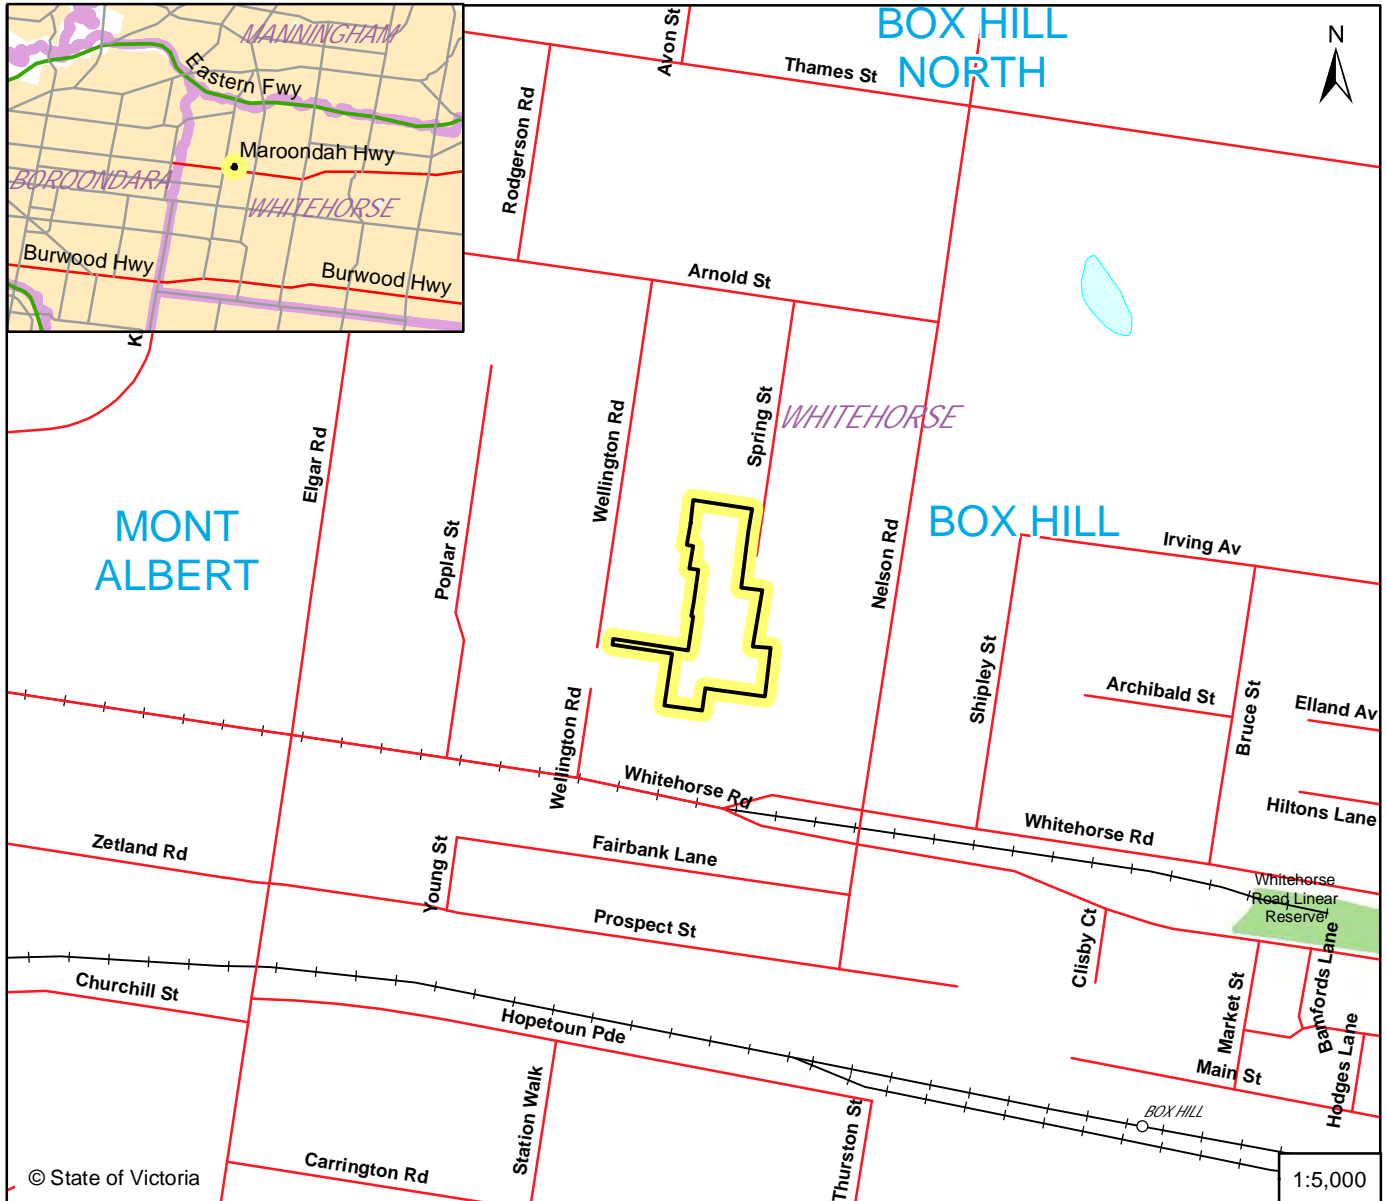 MANNINGHAM
Eastern Fwy
Maroondah Hwy
BOROONDARA
WHITEHORSE
Burwood Hwy
Burwood Hwy
Avon St
BOX HILL
NORTH
Thames St
N
Rodgerson Rd
Arnold St
K
Elgar Rd
Wellington Rd
Spring St
WHITEHORSE
MONT
ALBERT
Poplar St
Nelson Rd
BOX HILL
Irving Av
Shipley St
Archibald St
Bruce St
Elland Av
Wellington Rd
Whitehorse Rd
Hiltons Lane
Whitehorse Rd
Zetland Rd
Young St
Fairbank Lane
Prospect St
Whitehorse
Road Linear
Reserve
Clisby Ct
Bamfords Lane
Market St
Churchill St
Hopetoun Pde
Main St
Hodges Lane
Station Walk
Thurston St
BOX HILL
Carrington Rd
© State of Victoria
1:5,000